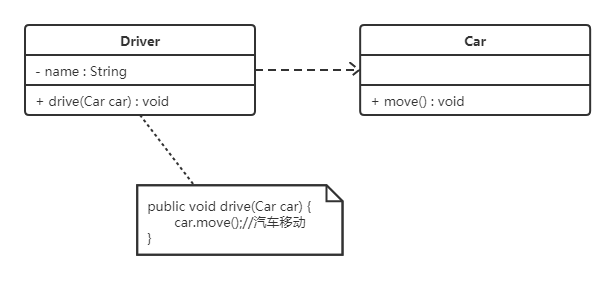 Driver
- name : String
+ drive(Car car) : void
Car
+ move() : void
public void drive(Car car) {
car.move();//汽车移动
}